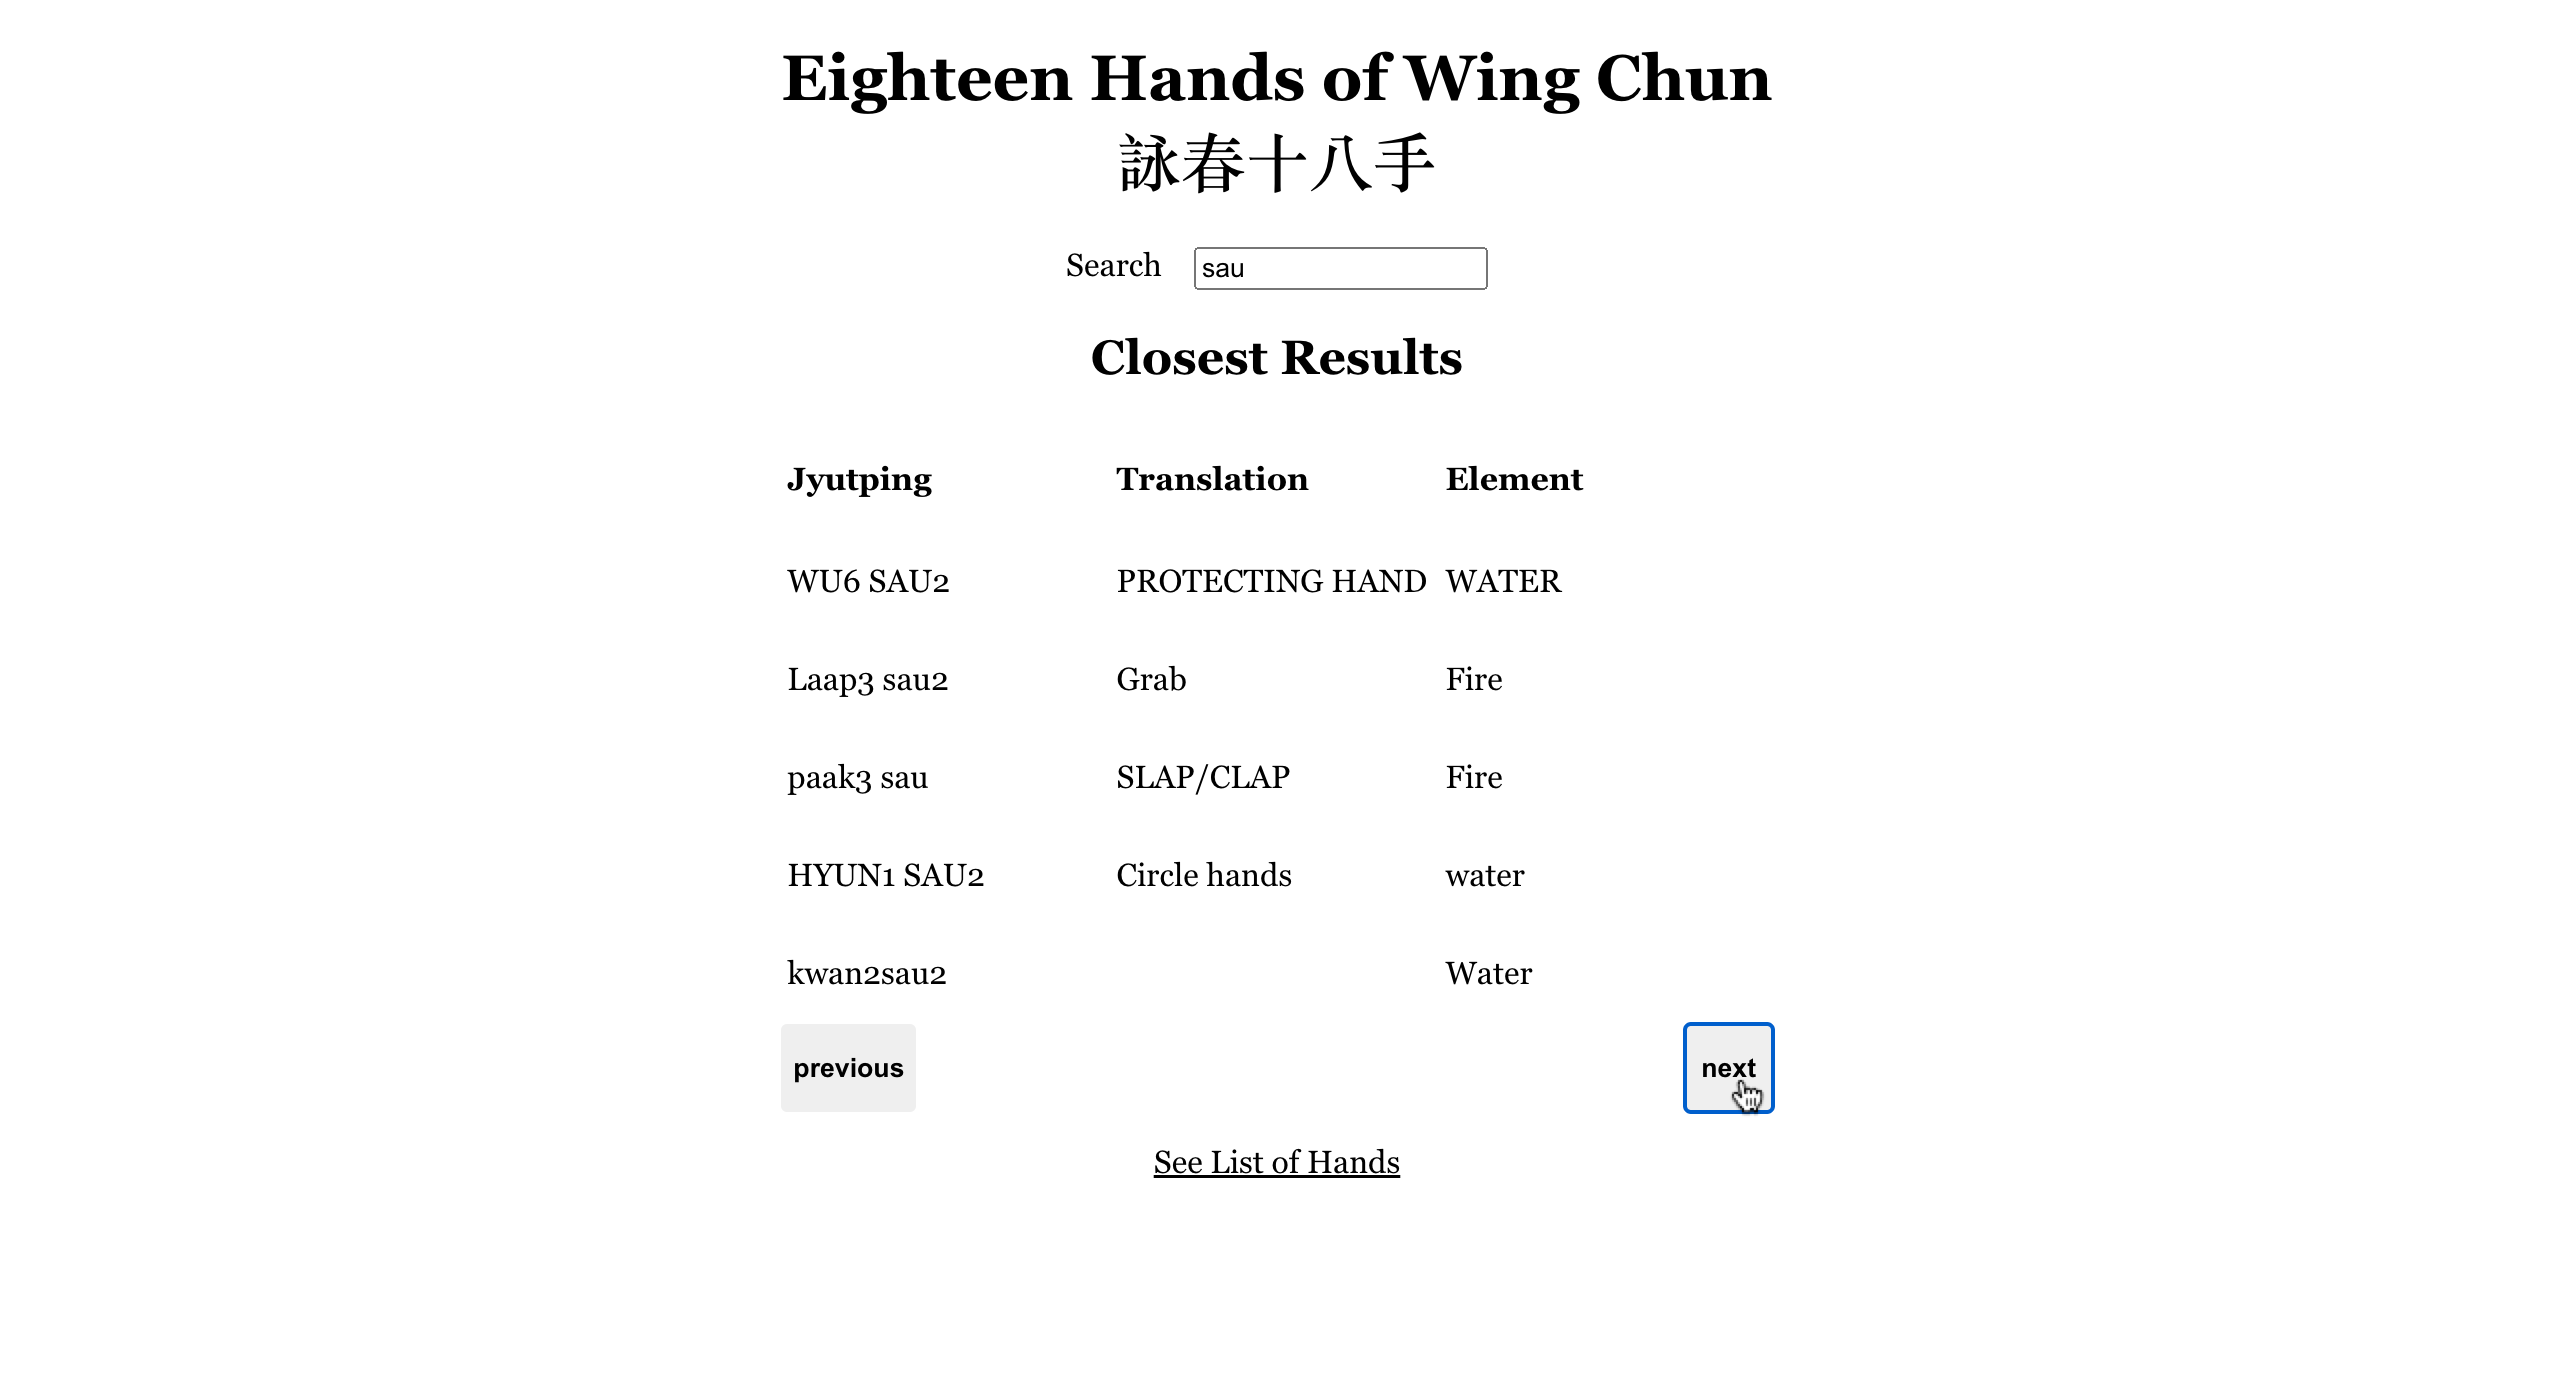 Eighteen Hands of Wing Chun
詠春十八手
Search sau
Closest Results
Jyutping Translation Element
WU6 SAU2 PROTECTING HAND WATER
Laap3 sau2 Grab Fire
paak3 sau SLAP/CLAP Fire
HYUN1 SAU2 Circle hands water
kwan2sau2 Water
previous next
See List of Hands